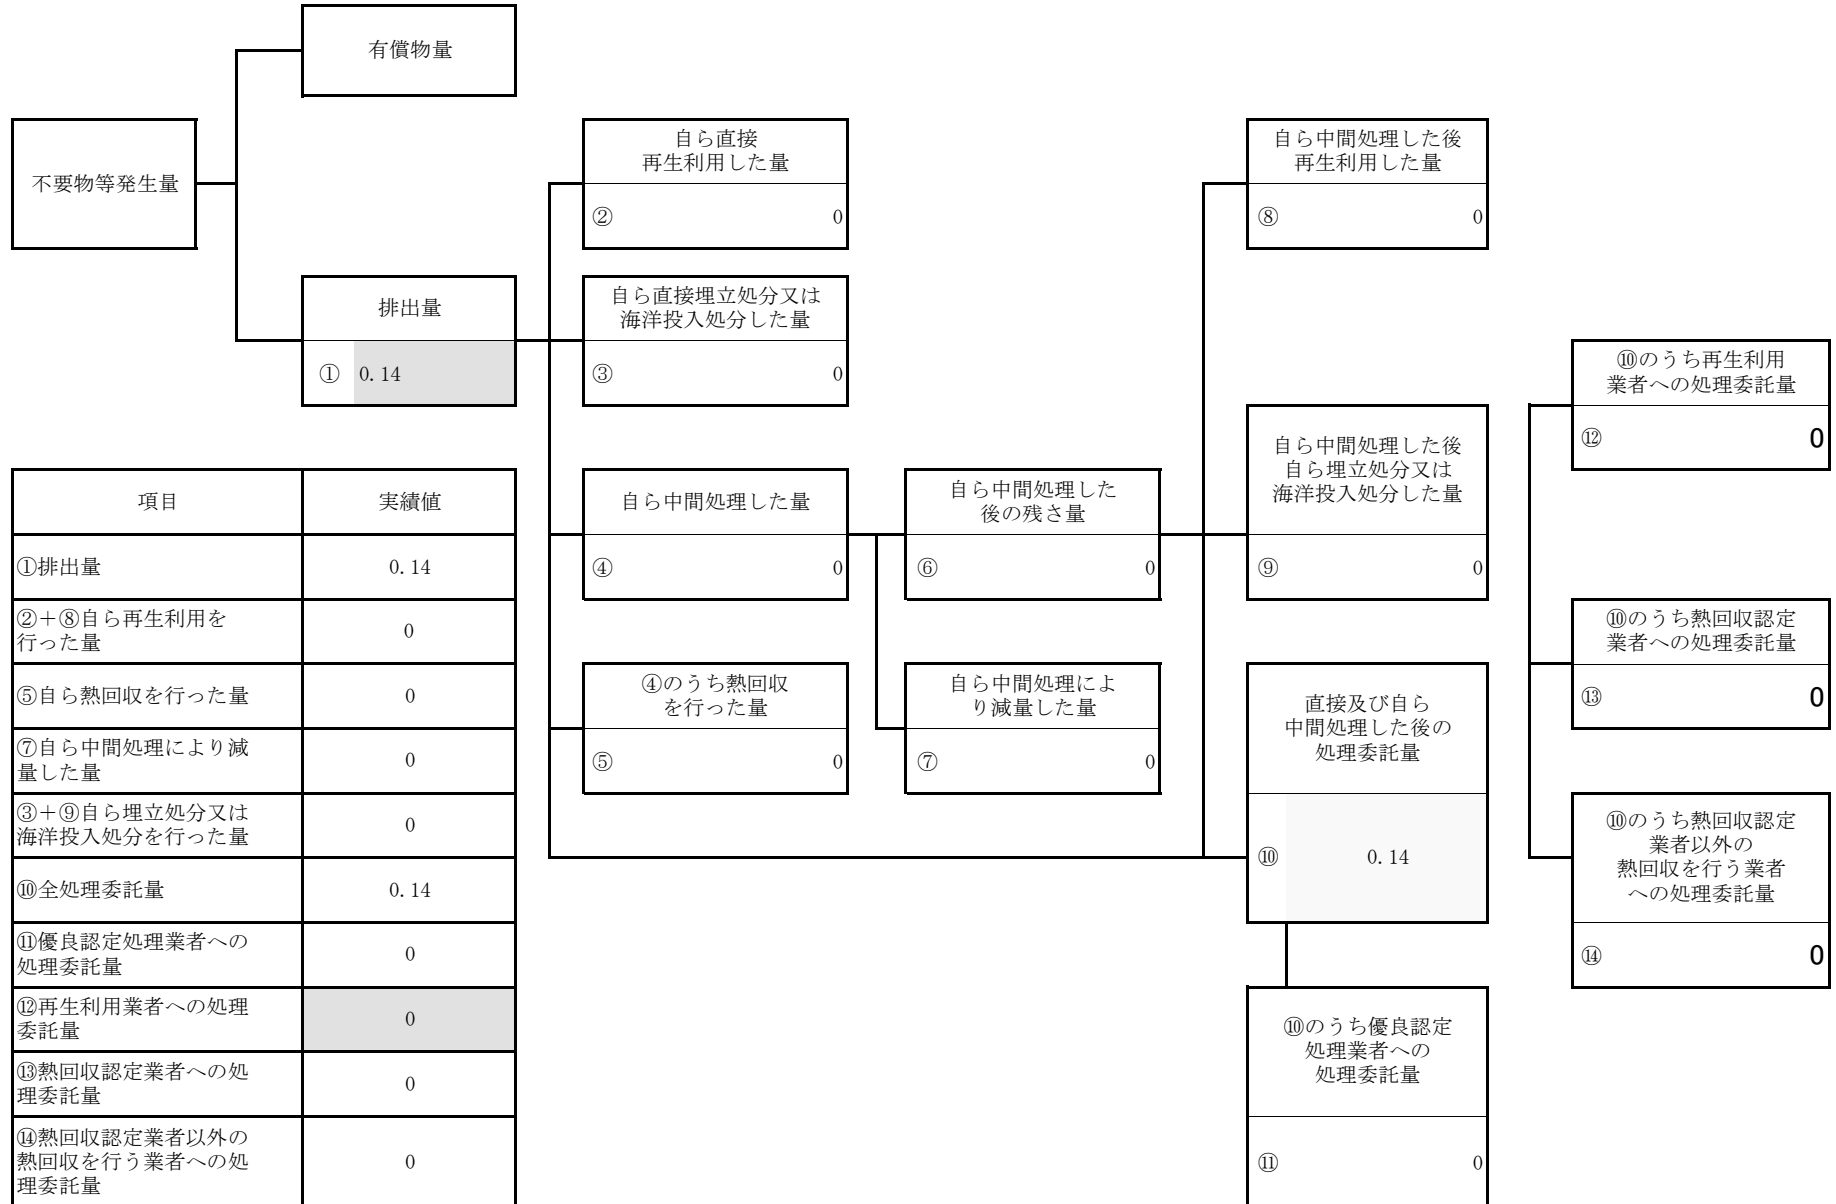 有償物量
不要物等発生量
排出量
① 0.14
自ら直接
再生利用した量
② 0
自ら直接埋立処分又は
海洋投入処分した量
③ 0
自ら中間処理した量
④ 0
④のうち熱回収
を行った量
⑤ 0
自ら中間処理した
後の残さ量
⑥ 0
自ら中間処理によ
り減量した量
⑦ 0
自ら中間処理した後
再生利用した量
⑧ 0
自ら中間処理した後
自ら埋立処分又は
海洋投入処分した量
⑨ 0
直接及び自ら
中間処理した後の
処理委託量
⑩ 0.14
⑩のうち優良認定
処理業者への
処理委託量
⑪ 0
⑩のうち再生利用
業者への処理委託量
⑫ 0
⑩のうち熱回収認定
業者への処理委託量
⑬ 0
⑩のうち熱回収認定
業者以外の
熱回収を行う業者
への処理委託量
⑭ 0
項目 実績値
①排出量 0.14
②+⑧自ら再生利用を
行った量 0
⑤自ら熱回収を行った量 0
⑦自ら中間処理により減
量した量 0
③+⑨自ら埋立処分又は
海洋投入処分を行った量 0
⑩全処理委託量 0.14
⑪優良認定処理業者への
処理委託量 0
⑫再生利用業者への処理
委託量 0
⑬熱回収認定業者への処
理委託量 0
⑭熱回収認定業者以外の
熱回収を行う業者への処
理委託量 0